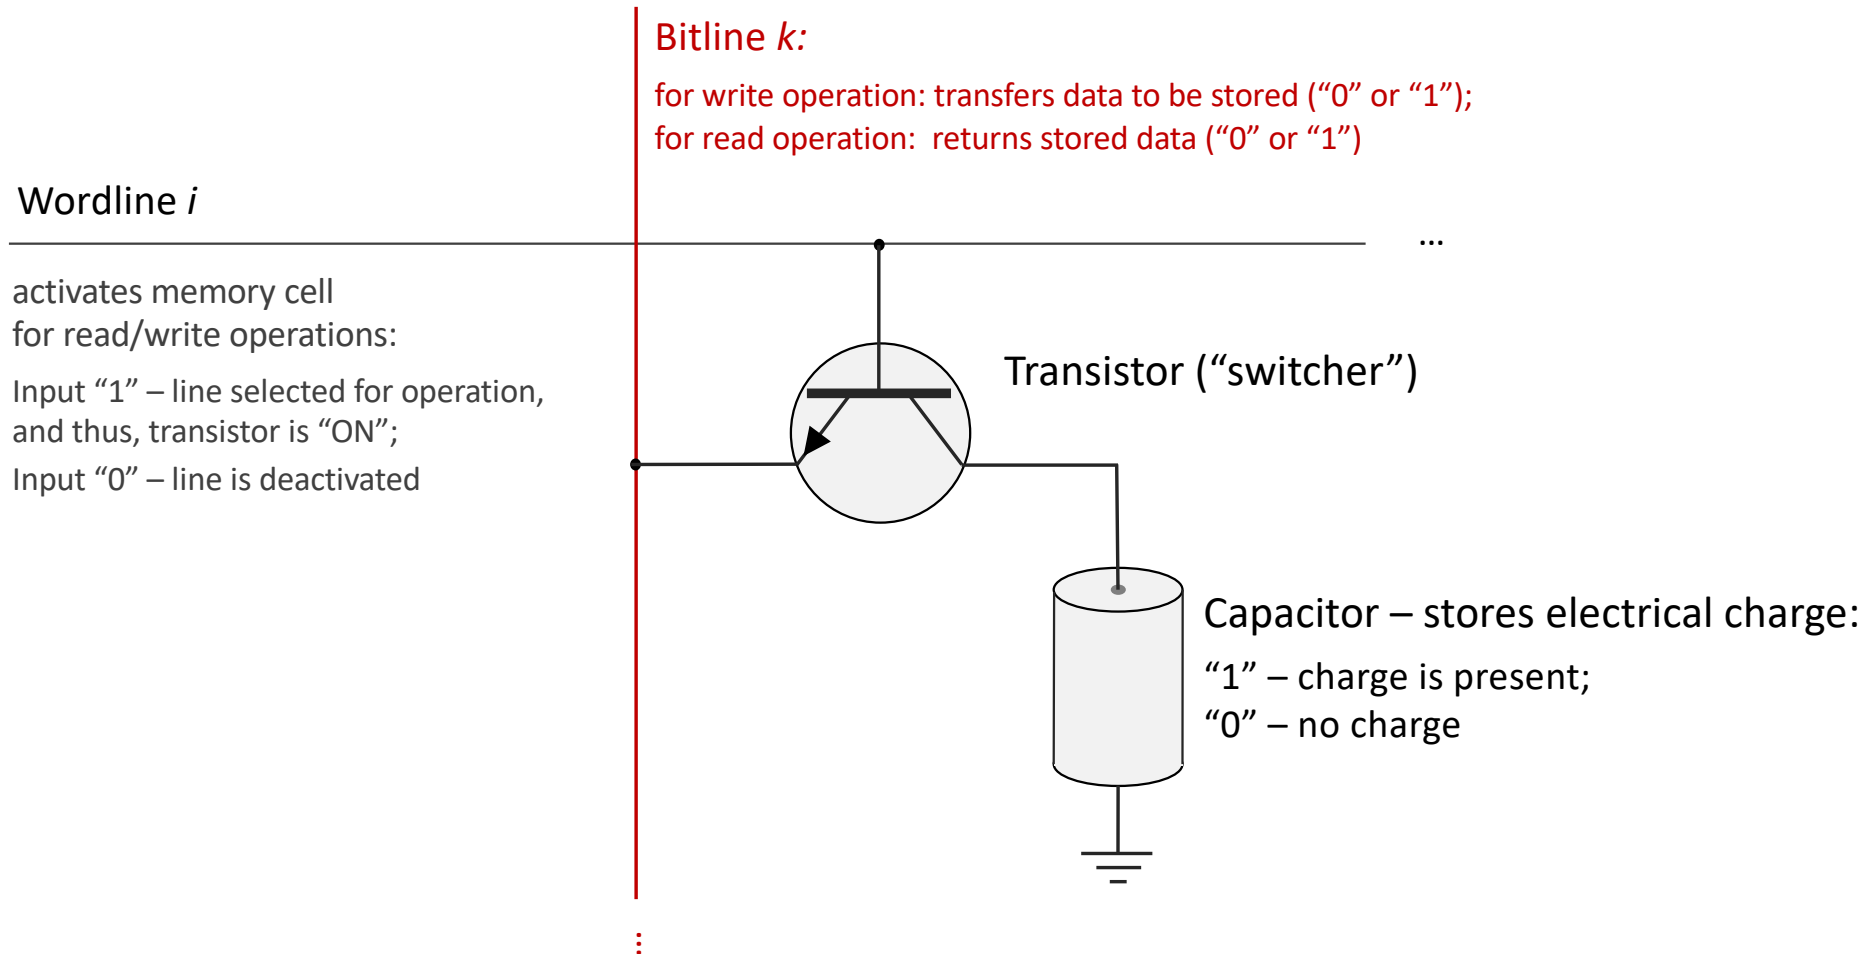 Bitline k:
for write operation: transfers data to be stored (“0” or “1”);
for read operation:  returns stored data (“0” or “1”)
Wordline i
...
activates memory cell
for read/write operations:
Input “1” – line selected for operation,
and thus, transistor is “ON”;
Input “0” – line is deactivated
Transistor (“switcher”)
Capacitor – stores electrical charge:
“1” – charge is present;
“0” – no charge
...